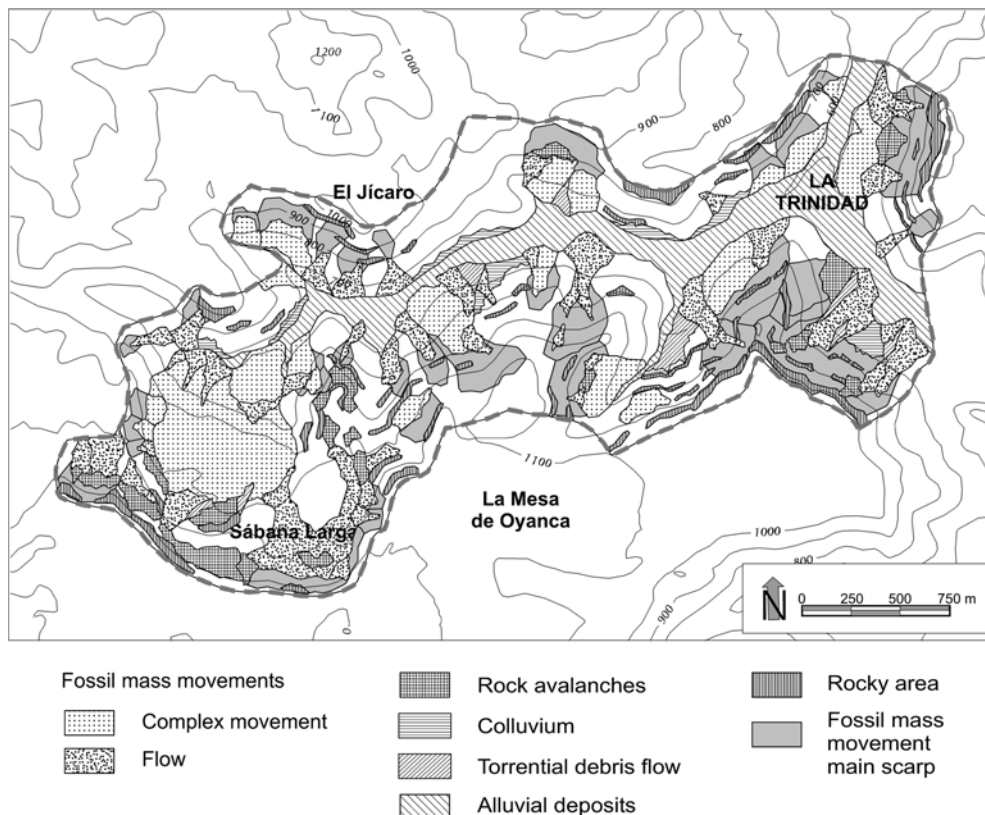 1200
1000
1100
900
800
El Jícaro
1000
900
LA
TRINIDAD
1100
La Mesa
de Oyanca
Sábana Larga
1000
800
900
0
N
0 250 500 750 m
Fossil mass movements
Complex movement
Flow
Rock avalanches
Colluvium
Torrential debris flow
Alluvial deposits
Rocky area
Fossil mass
movement
main scarp